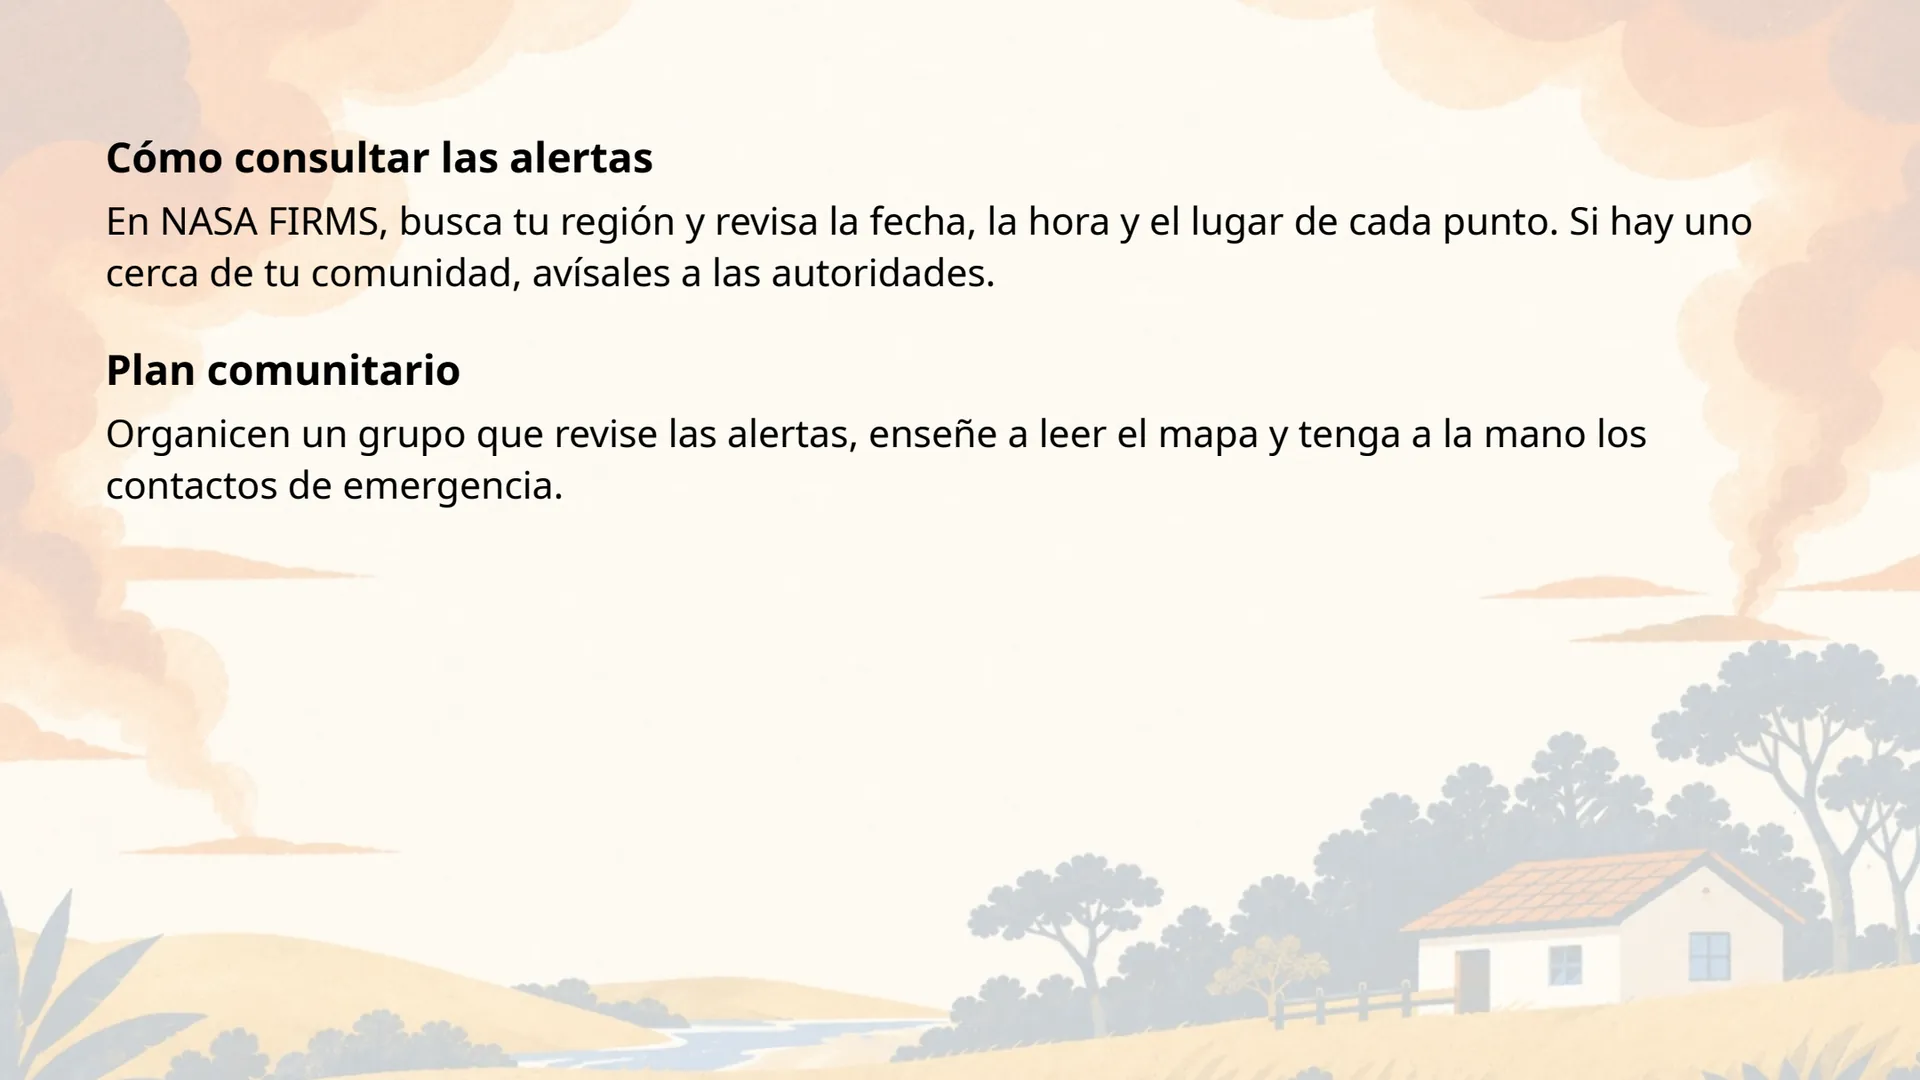 Cómo consultar las alertas
En NASA FIRMS, busca tu región y revisa la fecha, la hora y el lugar de cada punto. Si hay uno
cerca de tu comunidad, avísales a las autoridades.
Plan comunitario
Organicen un grupo que revise las alertas, enseñe a leer el mapa y tenga a la mano los
contactos de emergencia.